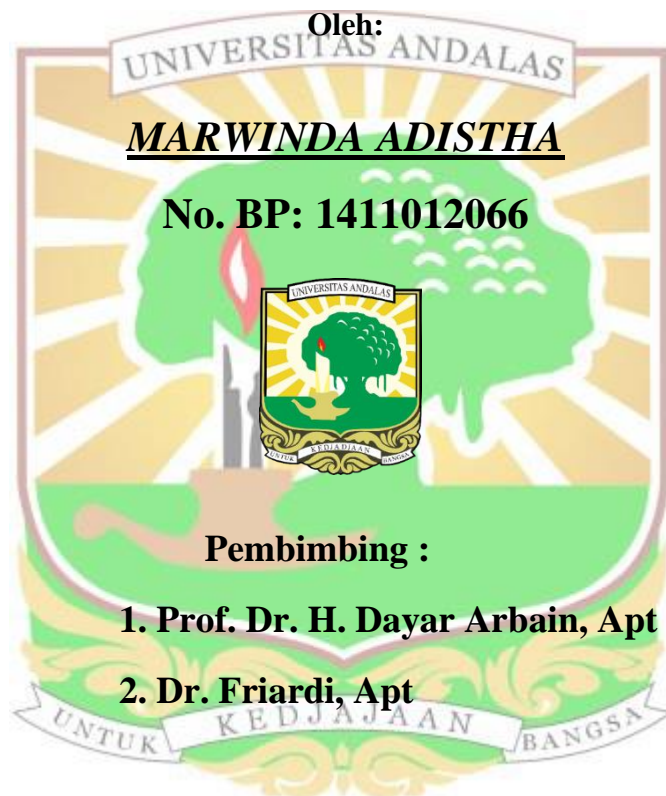 Oleh:
UNIVERSITAS ANDALAS
MARWINDA ADISTHA
No. BP: 1411012066
UNIVERSITAS ANDALAS
UNTUK KEDJADJAAN BANGSA
Pembimbing :
1. Prof. Dr. H. Dayar Arbain, Apt
2. Dr. Friardi, Apt
UNTUK KEDJAJAAN BANGSA